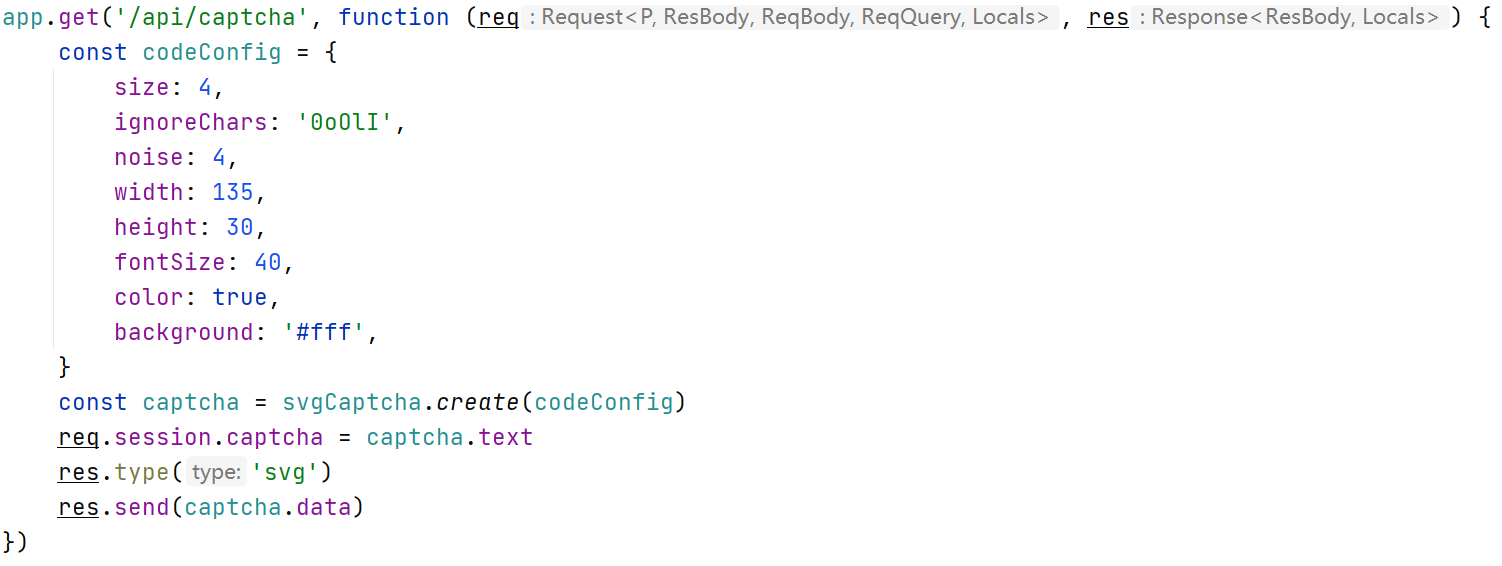 app.get('/api/captcha', function (req : Request<P, ResBody, ReqBody, ReqQuery, Locals> , res : Response<ResBody, Locals> ) {
    const codeConfig = {
        size: 4,
        ignoreChars: '0oOlI',
        noise: 4,
        width: 135,
        height: 30,
        fontSize: 40,
        color: true,
        background: '#fff',
    }
    const captcha = svgCaptcha.create(codeConfig)
    req.session.captcha = captcha.text
    res.type( type: 'svg')
    res.send(captcha.data)
})